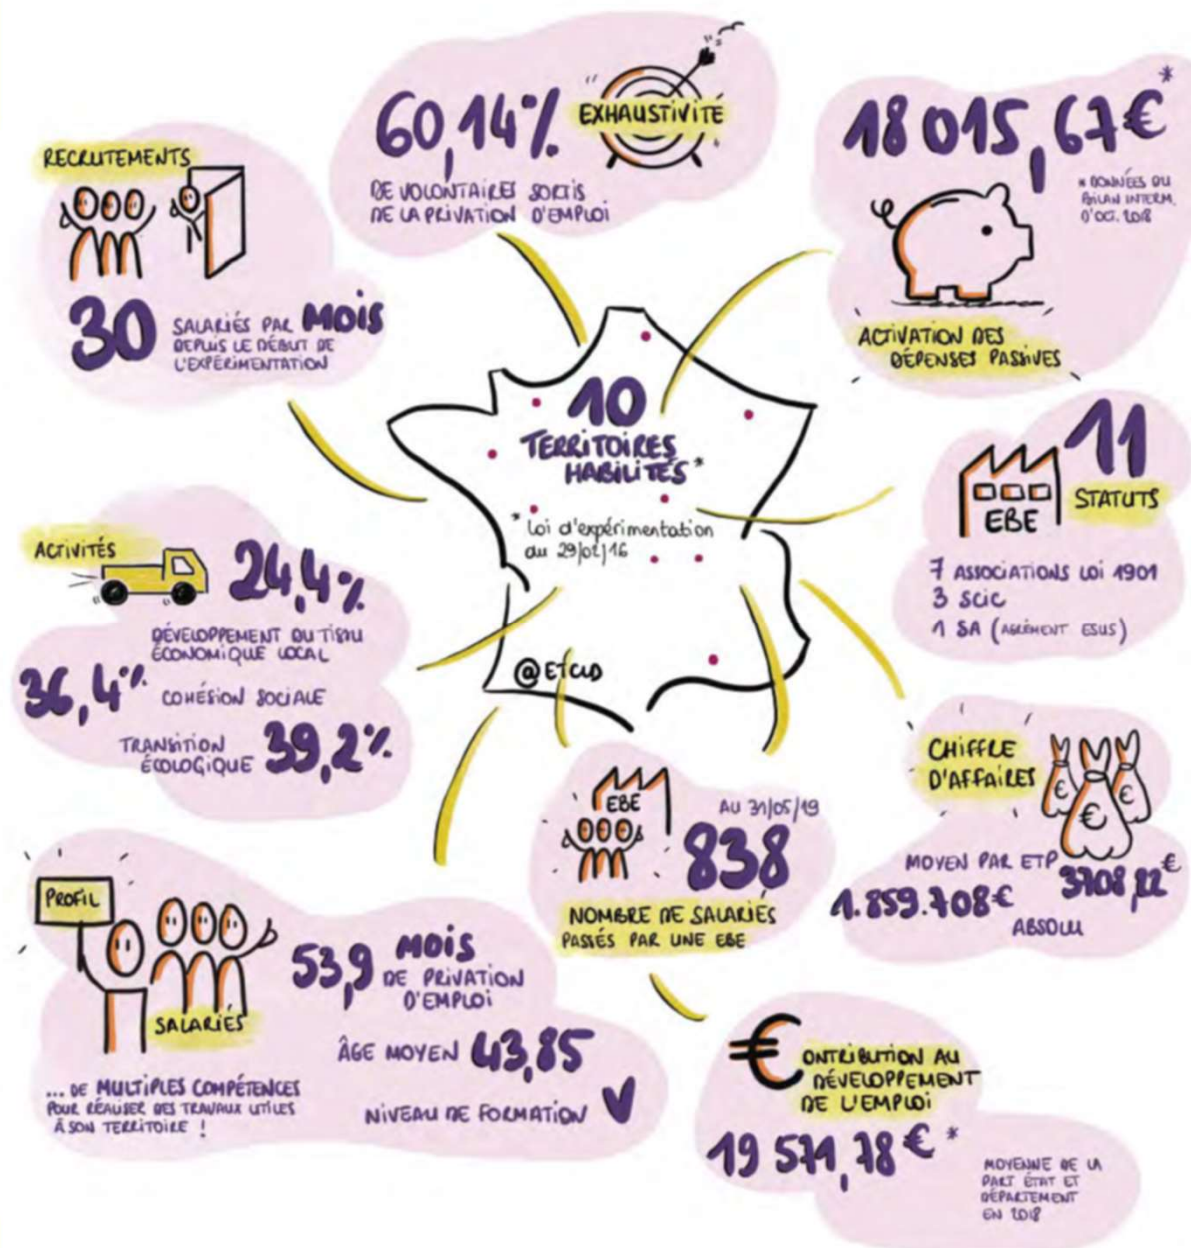 60,14% EXHAUSTIVITÉ
DE VOLONTAIRES SORTIS
DE LA PRIVATION D'EMPLOI
18 015,67€*
* DONNÉES DU
BILAN INTERM.
D'OCT. 2018
ACTIVATION DES
DÉPENSES PASSIVES
RECRUTEMENTS
30 SALARIÉS PAR MOIS
DEPUIS LE DÉBUT DE
L'EXPÉRIMENTATION
10
TERRITOIRES
HABILITÉS*
* Loi d'expérimentation
du 29/02/16
@ETCLD
11
STATUTS
EBE
7 ASSOCIATIONS LOI 1901
3 SCIC
1 SA (AGRÉMENT ESUS)
ACTIVITÉS
24,4%
DÉVELOPPEMENT DU TISSU
ÉCONOMIQUE LOCAL
36,4% COHÉSION SOCIALE
TRANSITION
ÉCOLOGIQUE 39,2%
CHIFFRE
D'AFFAIRES
€ € €
MOYEN PAR ETP 3708,22€
1.859.708€
ABSOLU
EBE
AU 31/05/19
838
NOMBRE DE SALARIÉS
PASSÉS PAR UNE EBE
PROFIL
SALARIÉS
53,9 MOIS
DE PRIVATION
D'EMPLOI
ÂGE MOYEN 43,85
NIVEAU DE FORMATION V
... DE MULTIPLES COMPÉTENCES
POUR RÉALISER DES TRAVAUX UTILES
À SON TERRITOIRE !
€ONTRIBUTION AU
DÉVELOPPEMENT
DE L'EMPLOI
19 571,78€*
MOYENNE DE LA
PART ÉTAT ET
DÉPARTEMENT
EN 2018